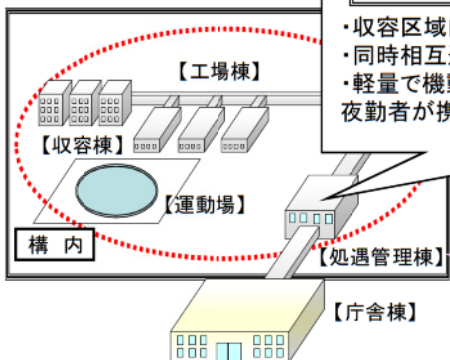 ・収容区域
・同時相互
・軽量で機
夜勤者が携
【工場棟】
【収容棟】
【運動場】
構 内
【処遇管理棟】
【庁舎棟】